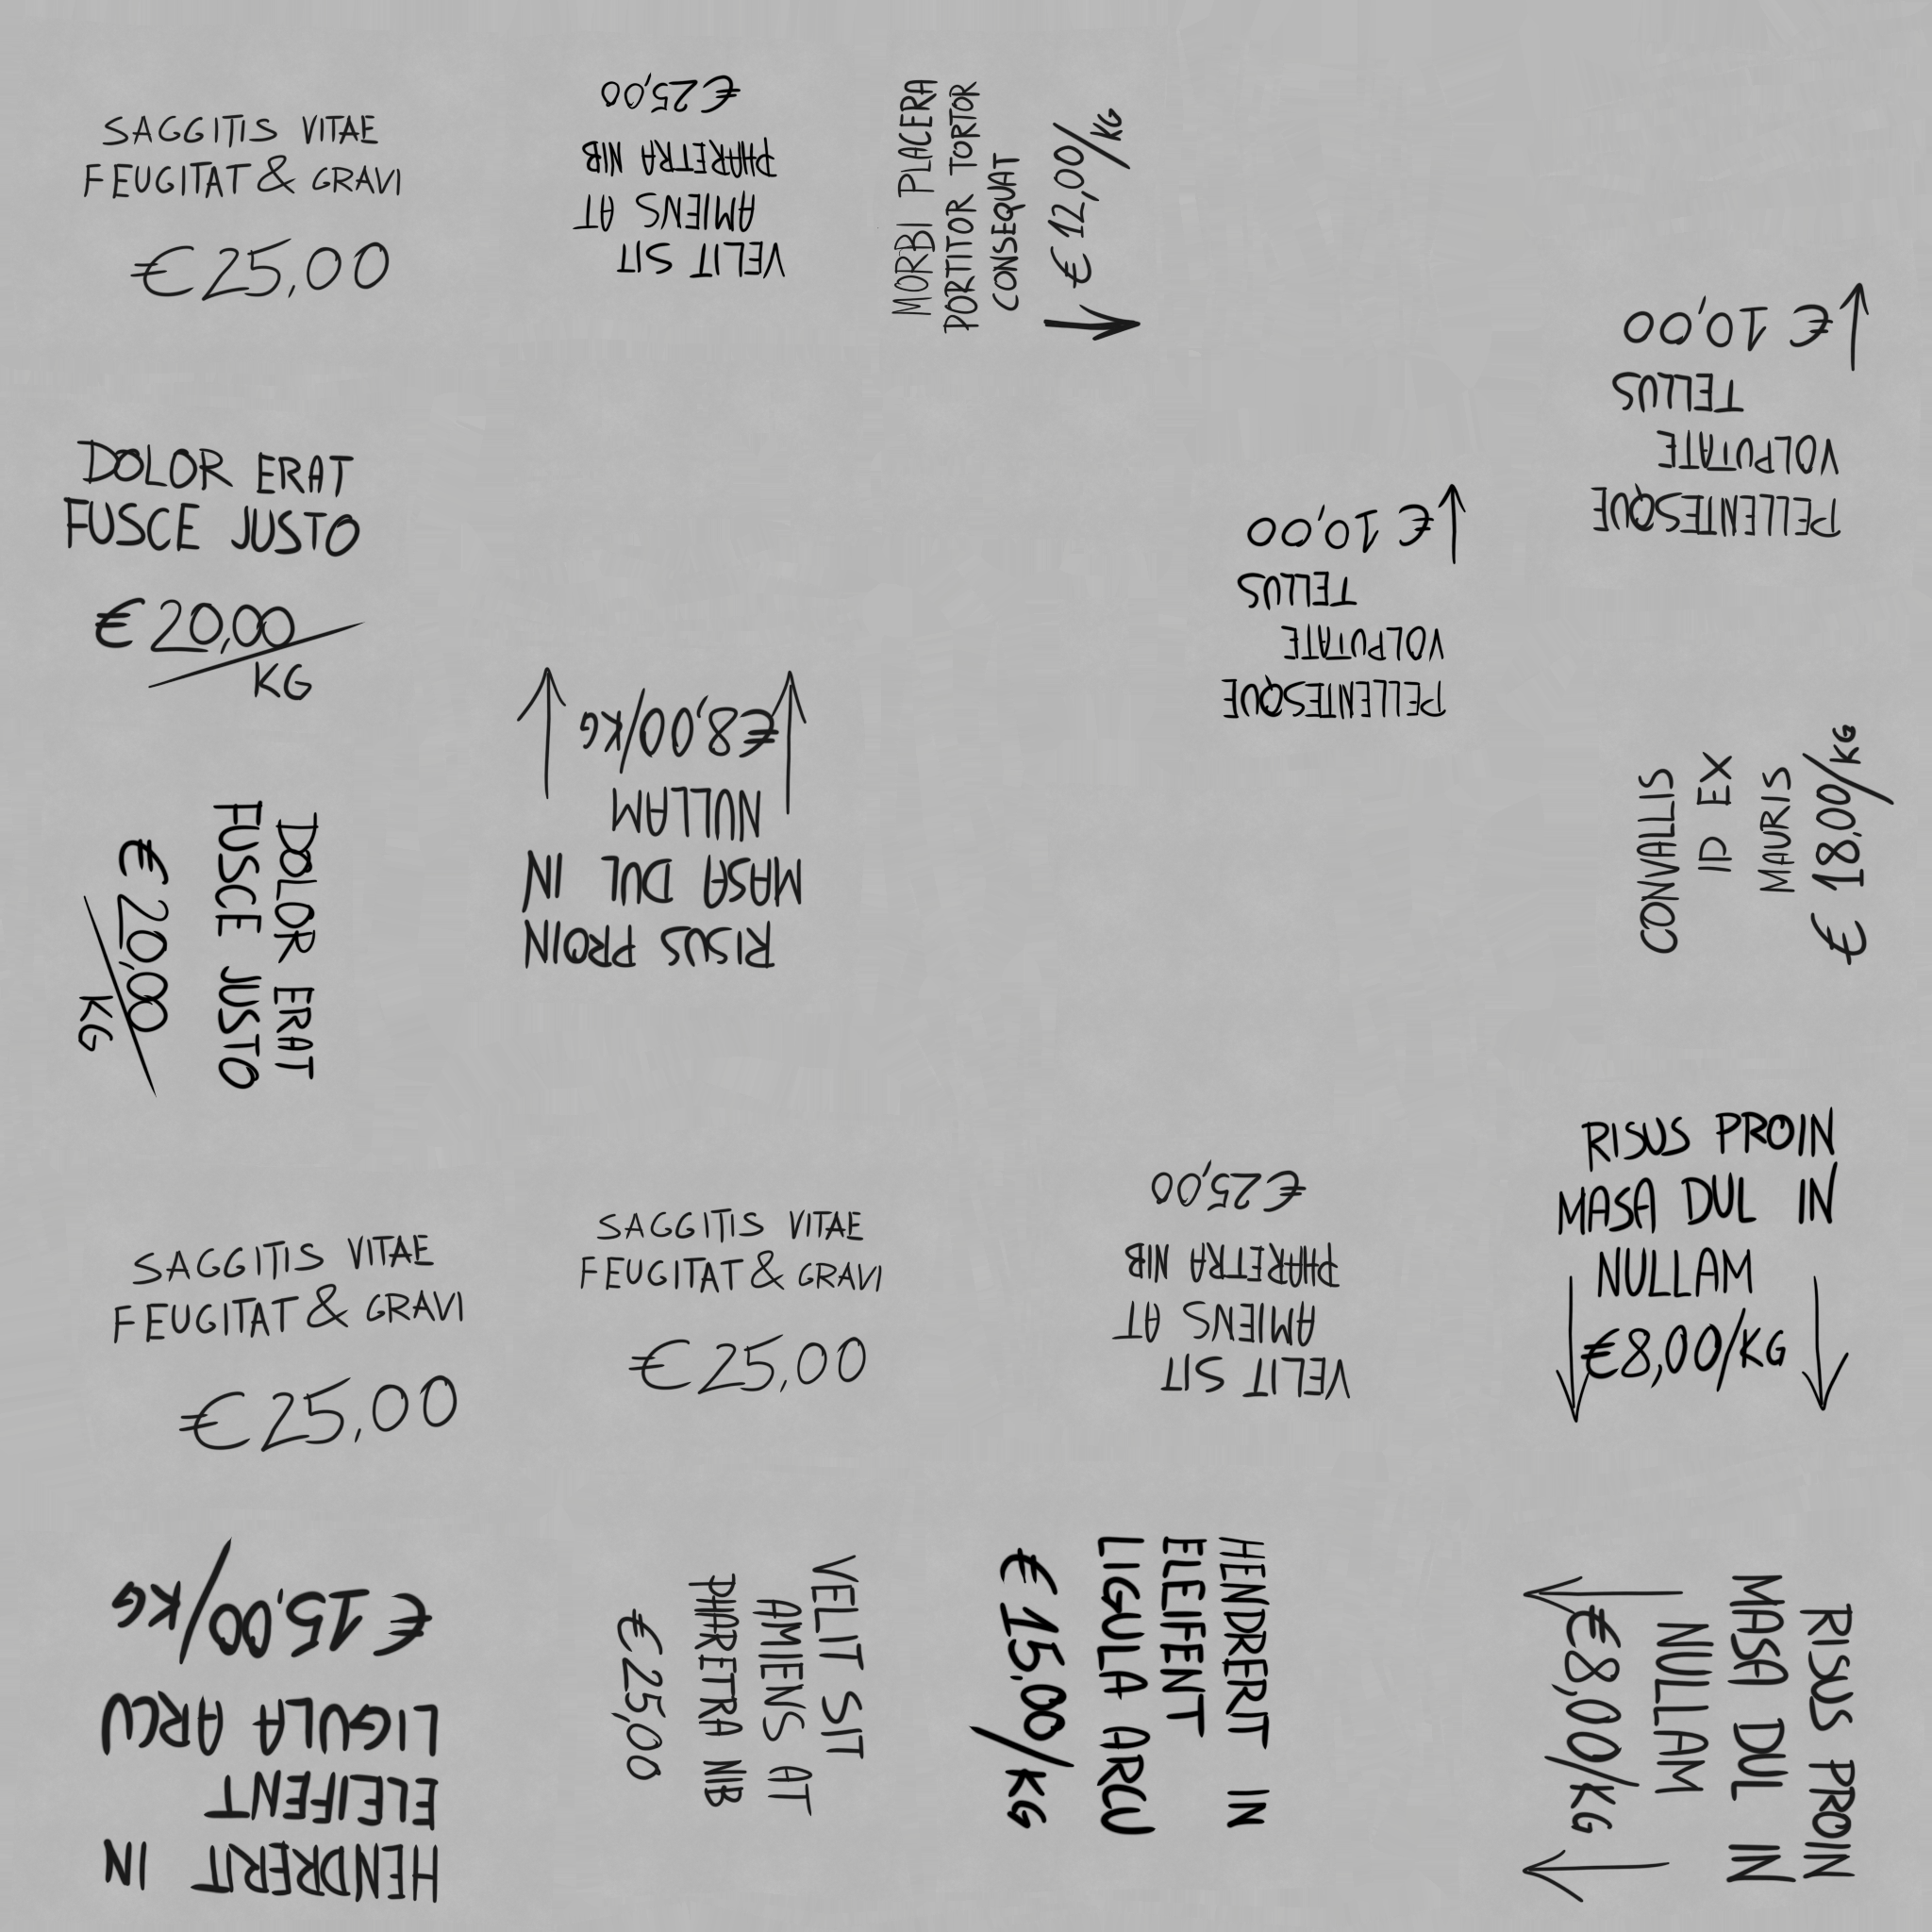 SAGGITIS VITAE
FEUGITAT & GRAVI
€25,00
VELIT SIT
AMIENS AT
PHARETRA NIB
€25,00
MORBI PLACERA
PORTITOR TORTOR
CONSEQUAT
€12,00/KG
PELLENTESQUE
VOLPUTATE
TELLUS
€ 10,00
DOLOR ERAT
FUSCE JUSTO
€20,00/
KG
PELLENTESQUE
VOLPUTATE
TELLUS
€ 10,00
RISUS PROIN
MASA DUL IN
NULLAM
€8,00/KG
CONVALLIS
ID EX
MAURIS
€ 18,00/KG
DOLOR ERAT
FUSCE JUSTO
€20,00/
KG
RISUS PROIN
MASA DUL IN
NULLAM
€8,00/KG
SAGGITIS VITAE
FEUGITAT & GRAVI
€25,00
SAGGITIS VITAE
FEUGITAT & GRAVI
€25,00
VELIT SIT
AMIENS AT
PHARETRA NIB
€25,00
HENDRERIT IN
ELEIFENT
LIGULA ARCU
€ 15,00/KG
VELIT SIT
AMIENS AT
PHARETRA NIB
€25,00
HENDRERIT IN
ELEIFENT
LIGULA ARCU
€ 15,00/KG
RISUS PROIN
MASA DUL IN
NULLAM
€8,00/KG